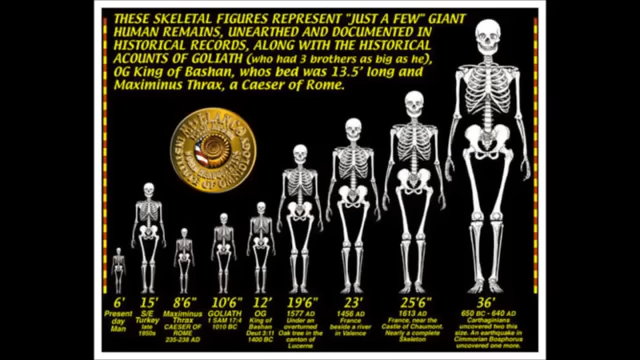 THESE SKELETAL FIGURES REPRESENT "JUST A FEW" GIANT
HUMAN REMAINS, UNEARTHED AND DOCUMENTED IN
HISTORICAL RECORDS, ALONG WITH THE HISTORICAL
ACOUNTS OF GOLIATH (who had 3 brothers as big as he),
OG King of Bashan, whos bed was 13.5' long and
Maximinus Thrax, a Caeser of Rome.
6'
Present
day
Man
15'
S/E
Turkey
late
1950s
8'6"
Maximinus
Thrax
CAESER OF
ROME
235-238 AD
10'6"
GOLIATH
1 SAM 17:4
1010 BC
12'
OG
King of
Bashan
Deut 3:11
1400 BC
19'6"
1577 AD
Under an
overturned
Oak tree in the
canton of
Lucerne
23'
1456 AD
France
beside a river
in Valence
25'6"
1613 AD
France, near the
Castle of Chaumont.
Nearly a complete
Skeleton
36'
650 BC - 640 AD
Carthaginians
uncovered two this
size. An earthquake in
Cimmorian Bosphorus
uncovered one more.